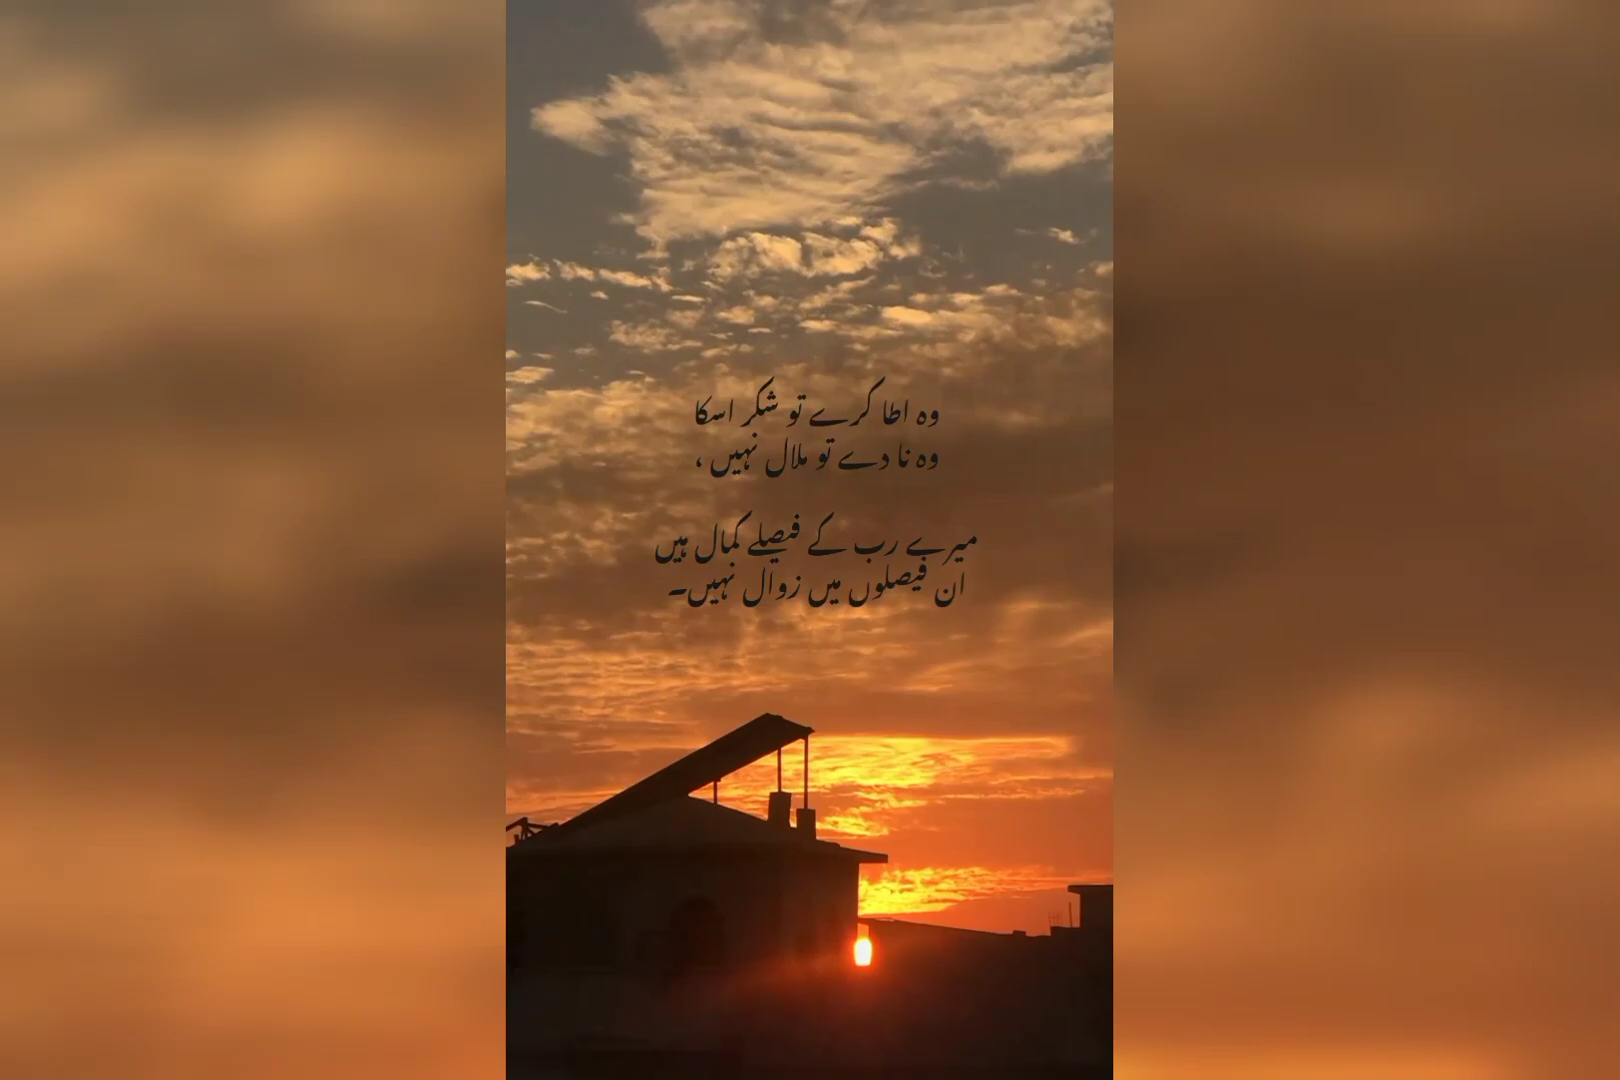 وہ اطا کرے تو شکر اسکا
وہ نا دے تو ملال نہیں ،
میرے رب کے فیصلے کمال ہیں
ان فیصلوں میں زوال نہیں۔